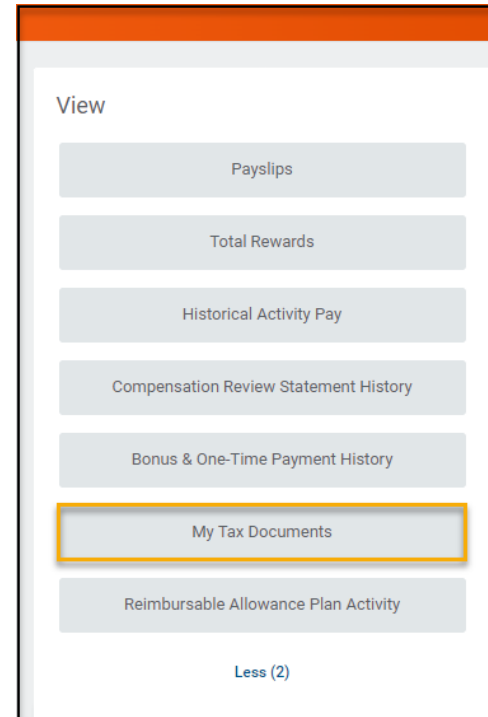 View
Payslips
Total Rewards
Historical Activity Pay
Compensation Review Statement History
Bonus & One-Time Payment History
My Tax Documents
Reimbursable Allowance Plan Activity
Less (2)